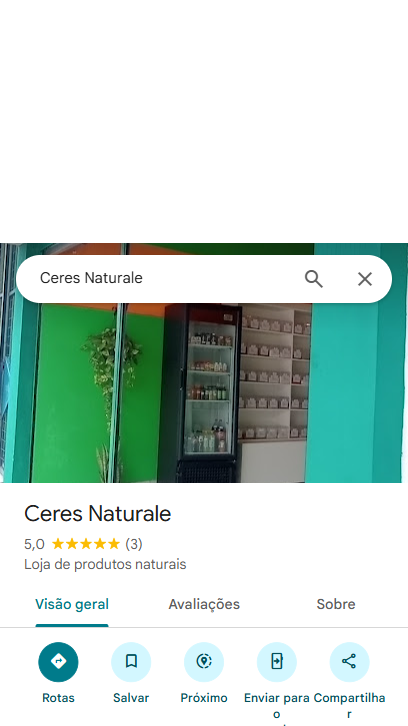 Ceres Naturale
Ceres Naturale
5,0 (3)
Loja de produtos naturais
Visão geral Avaliações Sobre
Rotas Salvar Próximo Enviar para o Compartilhar